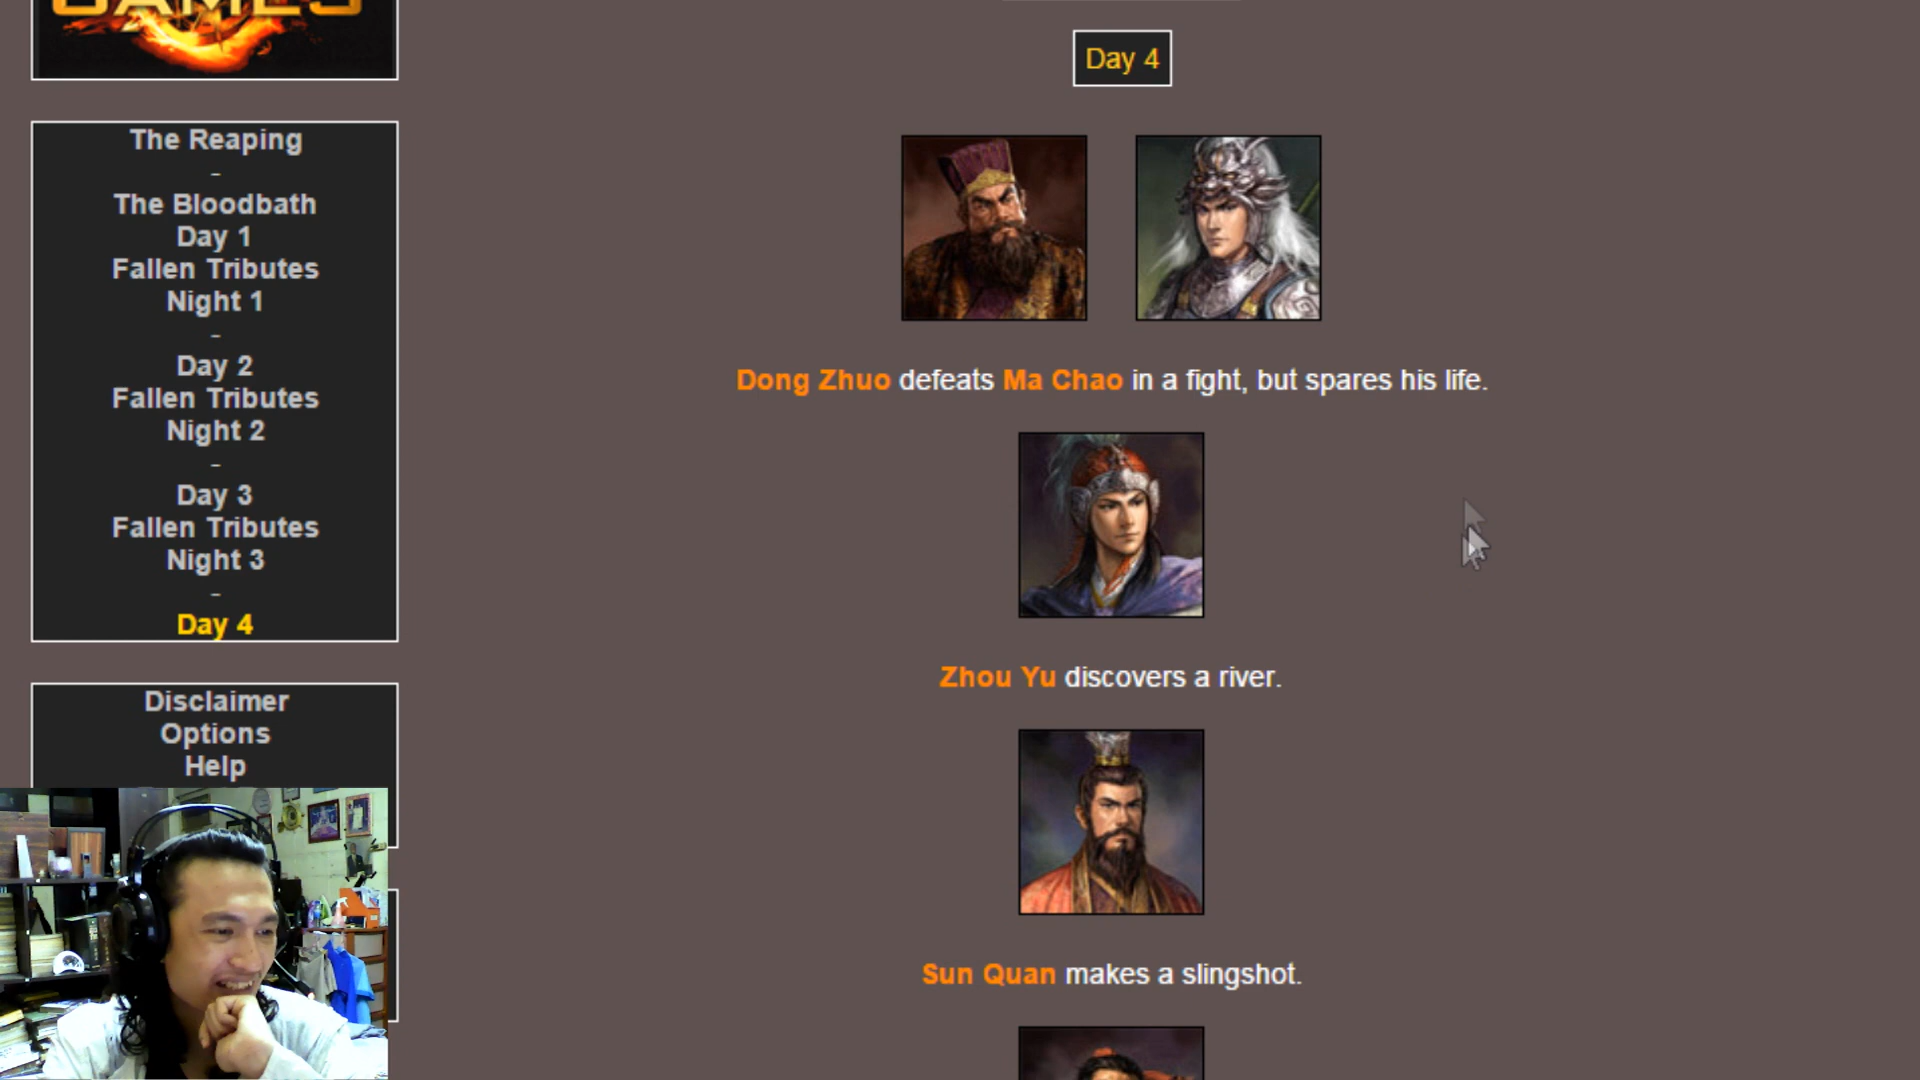 GAMES
The Reaping
-
The Bloodbath
Day 1
Fallen Tributes
Night 1
-
Day 2
Fallen Tributes
Night 2
-
Day 3
Fallen Tributes
Night 3
-
Day 4
Disclaimer
Options
Help
Day 4
Dong Zhuo defeats Ma Chao in a fight, but spares his life.
Zhou Yu discovers a river.
Sun Quan makes a slingshot.